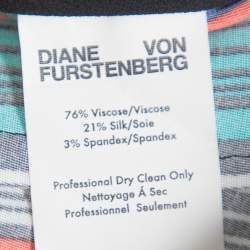 DIANE VON
FURSTENBERG
76% Viscose/Viscose
21% Silk/Soie
3% Spandex/Spandex
Professional Dry Clean Only
Nettoyage Á Sec
Professionnel Seulement